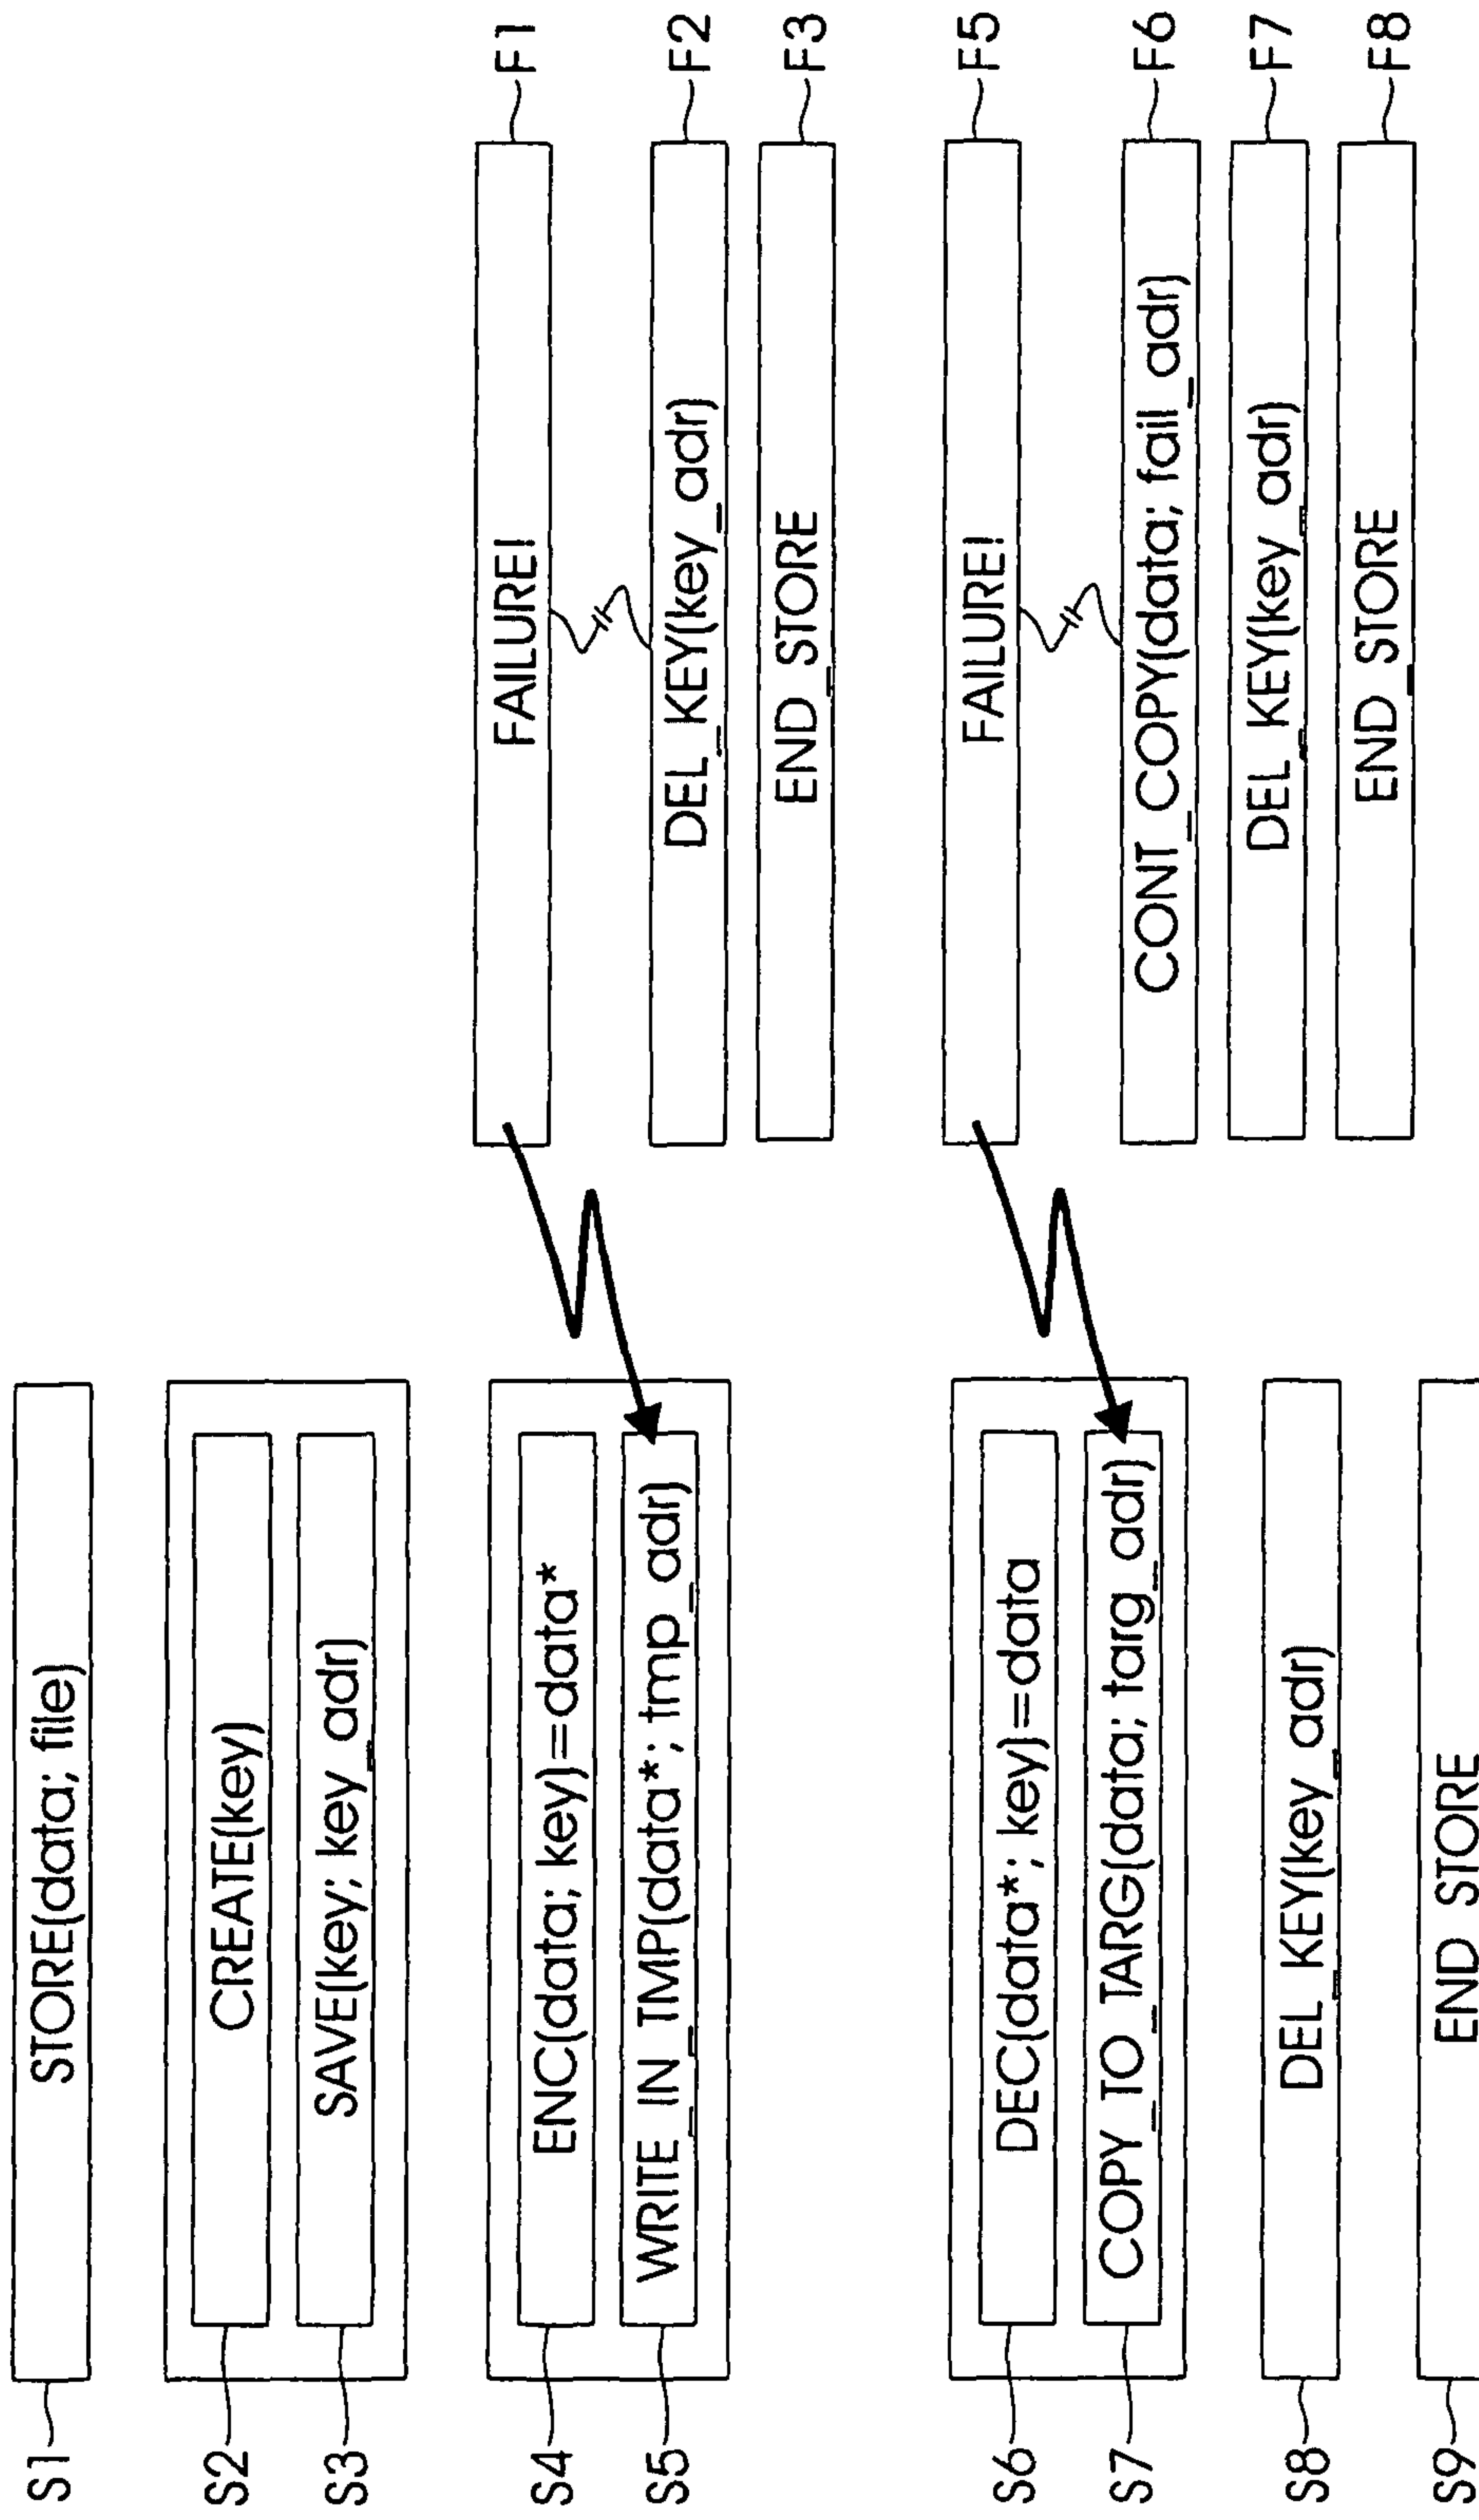 S1 STORE(data; file)
S2 CREATE(key)
S3 SAVE(key; key_adr)
S4 ENC(data; key)=data*
S5 WRITE_IN_TMP(data*; tmp_adr)
FAILURE! F1
DEL_KEY(key_adr) F2
END_STORE F3
S6 DEC(data*; key)=data
S7 COPY_TO_TARG(data; targ_adr)
FAILURE! F5
CONT_COPY(data; fail_adr) F6
DEL_KEY(key_adr) F7
END_STORE F8
S8 DEL_KEY(key_adr)
S9 END STORE